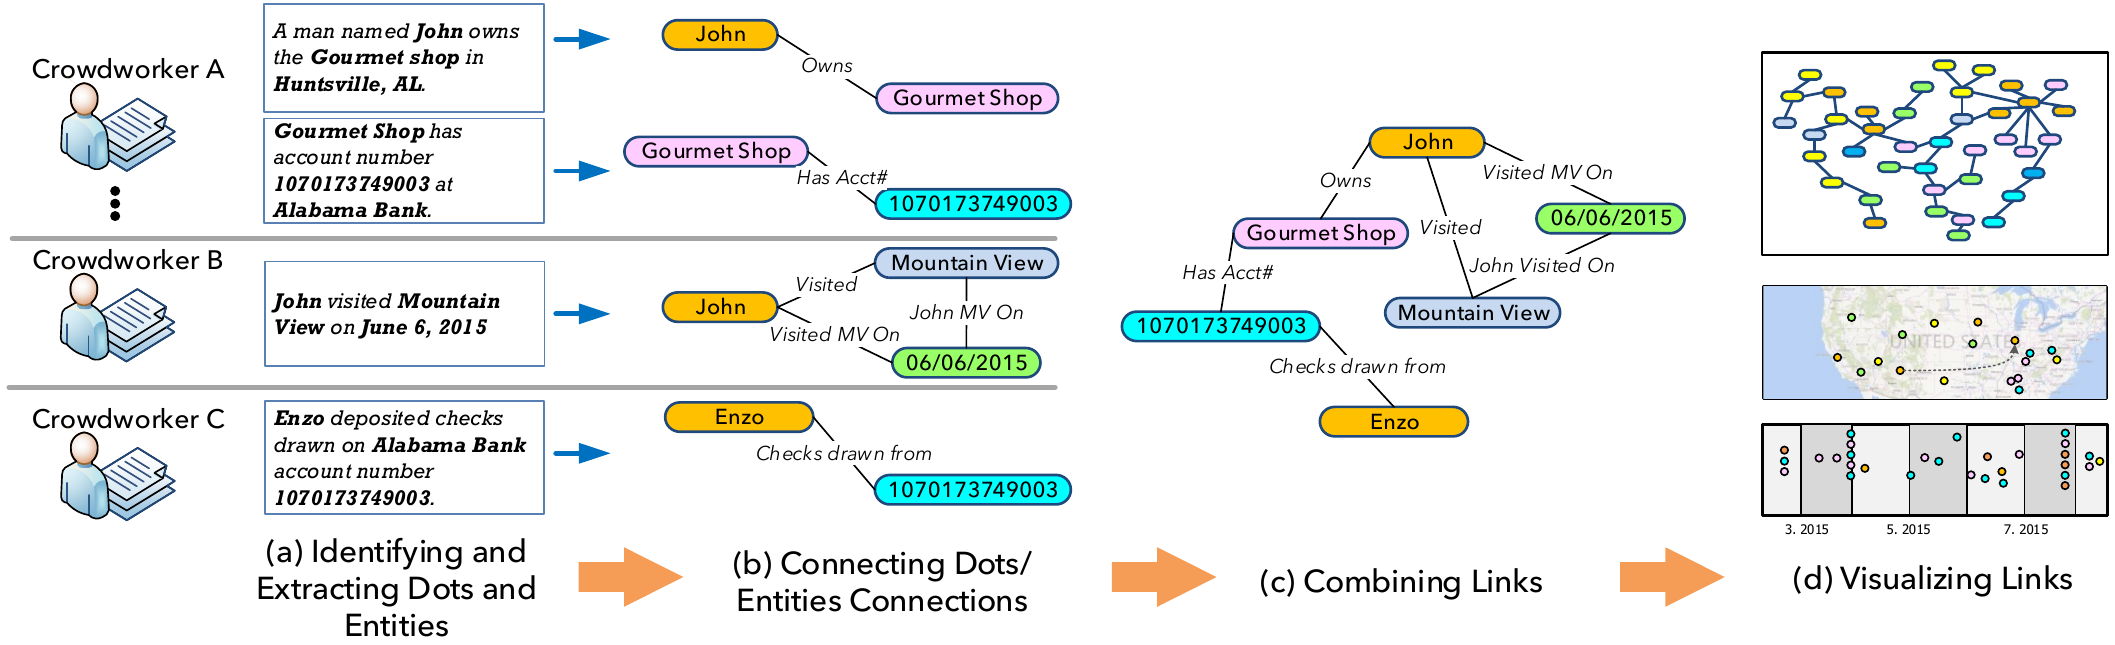 Crowdworker A
A man named John owns
the Gourmet shop in
Huntsville, AL.
John
Owns
Gourmet Shop
Gourmet Shop has
account number
1070173749003 at
Alabama Bank.
Gourmet Shop
Has Acct#
1070173749003
Crowdworker B
John visited Mountain
View on June 6, 2015
Mountain View
Visited
John
John MV On
Visited MV On
06/06/2015
Crowdworker C
Enzo deposited checks
drawn on Alabama Bank
account number
1070173749003.
Enzo
Checks drawn from
1070173749003
John
Visited MV On
Owns
06/06/2015
Gourmet Shop
Visited
John Visited On
Has Acct#
Mountain View
1070173749003
Checks drawn from
Enzo
UNITED STATES
3. 2015
5. 2015
7. 2015
(a) Identifying and
Extracting Dots and
Entities
(b) Connecting Dots/
Entities Connections
(c) Combining Links
(d) Visualizing Links